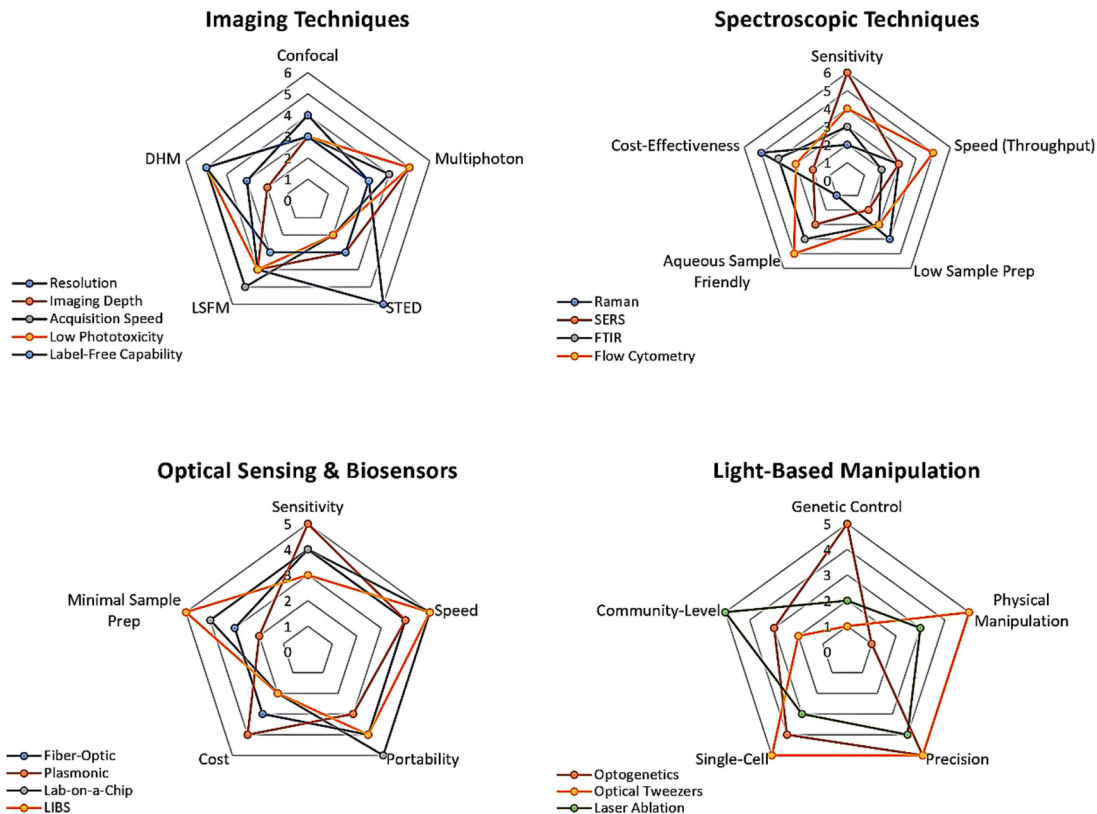 Imaging Techniques
Confocal
6
5
4
3
2
1
0
DHM
Multiphoton
LSFM
STED
Resolution
Imaging Depth
Acquisition Speed
Low Phototoxicity
Label-Free Capability
Spectroscopic Techniques
Sensitivity
6
5
4
3
2
1
0
Cost-Effectiveness
Speed (Throughput)
Aqueous Sample
Friendly
Low Sample Prep
Raman
SERS
FTIR
Flow Cytometry
Optical Sensing & Biosensors
Sensitivity
5
4
3
2
1
0
Minimal Sample
Prep
Speed
Cost
Portability
Fiber-Optic
Plasmonic
Lab-on-a-Chip
LIBS
Light-Based Manipulation
Genetic Control
5
4
3
2
1
0
Community-Level
Physical
Manipulation
Single-Cell
Precision
Optogenetics
Optical Tweezers
Laser Ablation